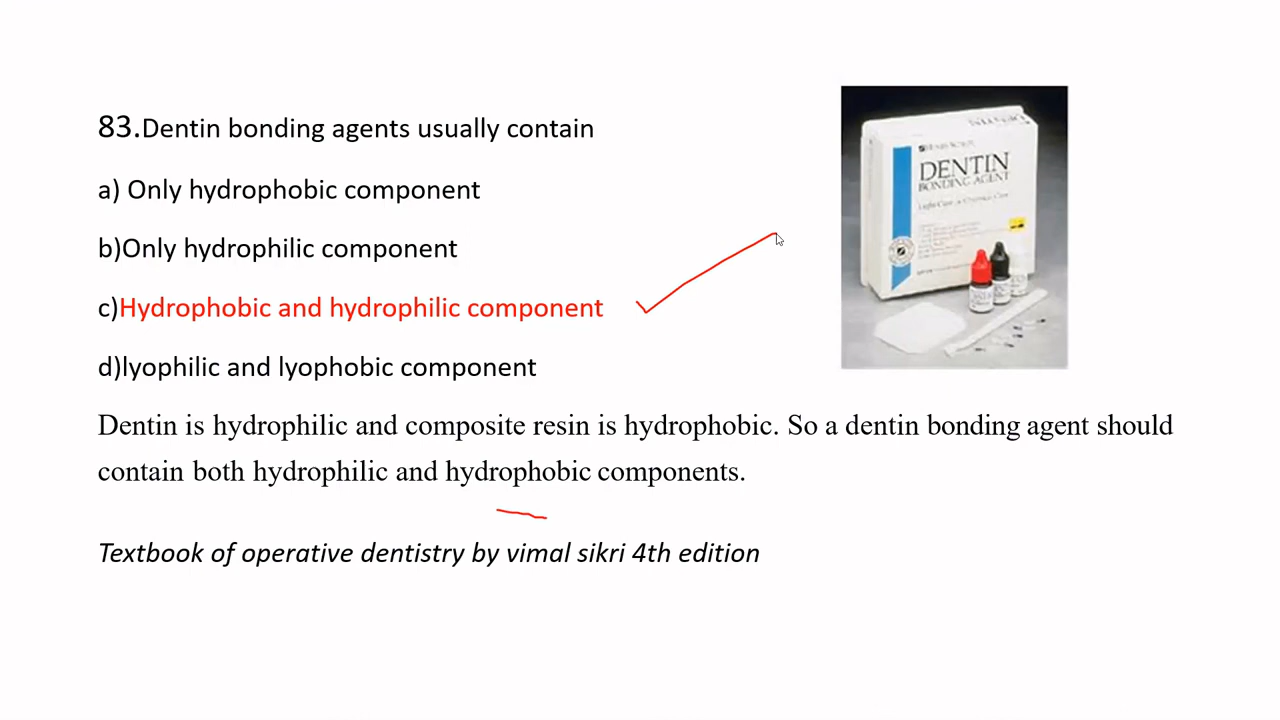 83.Dentin bonding agents usually contain
a) Only hydrophobic component
b)Only hydrophilic component
c)Hydrophobic and hydrophilic component
d)lyophilic and lyophobic component
Dentin is hydrophilic and composite resin is hydrophobic. So a dentin bonding agent should
contain both hydrophilic and hydrophobic components.
Textbook of operative dentistry by vimal sikri 4th edition
DENTIN
BONDING AGENT